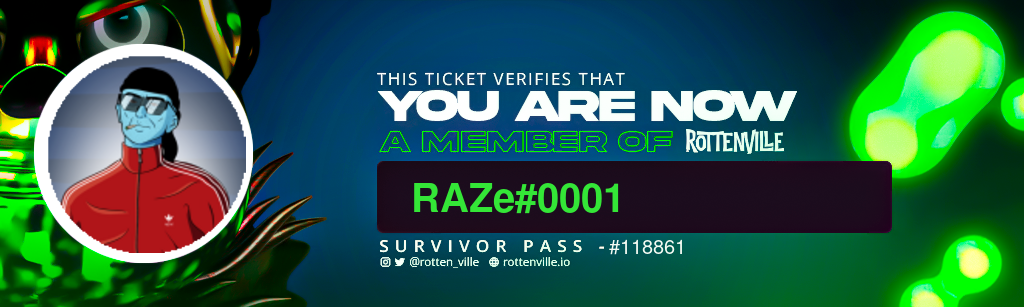 THIS TICKET VERIFIES THAT
YOU ARE NOW
A MEMBER OF ROTTENVILLE
RAZe#0001
SURVIVOR PASS - #118861
@rotten_ville rottenville.io